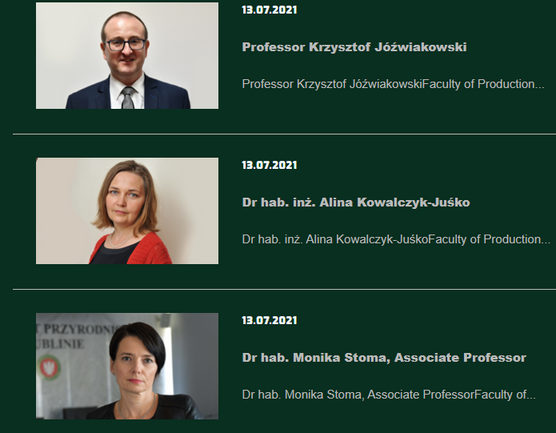 13.07.2021
Professor Krzysztof Jóźwiakowski
Professor Krzysztof JóźwiakowskiFaculty of Production...
13.07.2021
Dr hab. inż. Alina Kowalczyk-Juśko
Dr hab. inż. Alina Kowalczyk-JuśkoFaculty of Production...
13.07.2021
T PRZYRODNI
UBLINIE
Dr hab. Monika Stoma, Associate Professor
Dr hab. Monika Stoma, Associate ProfessorFaculty of...